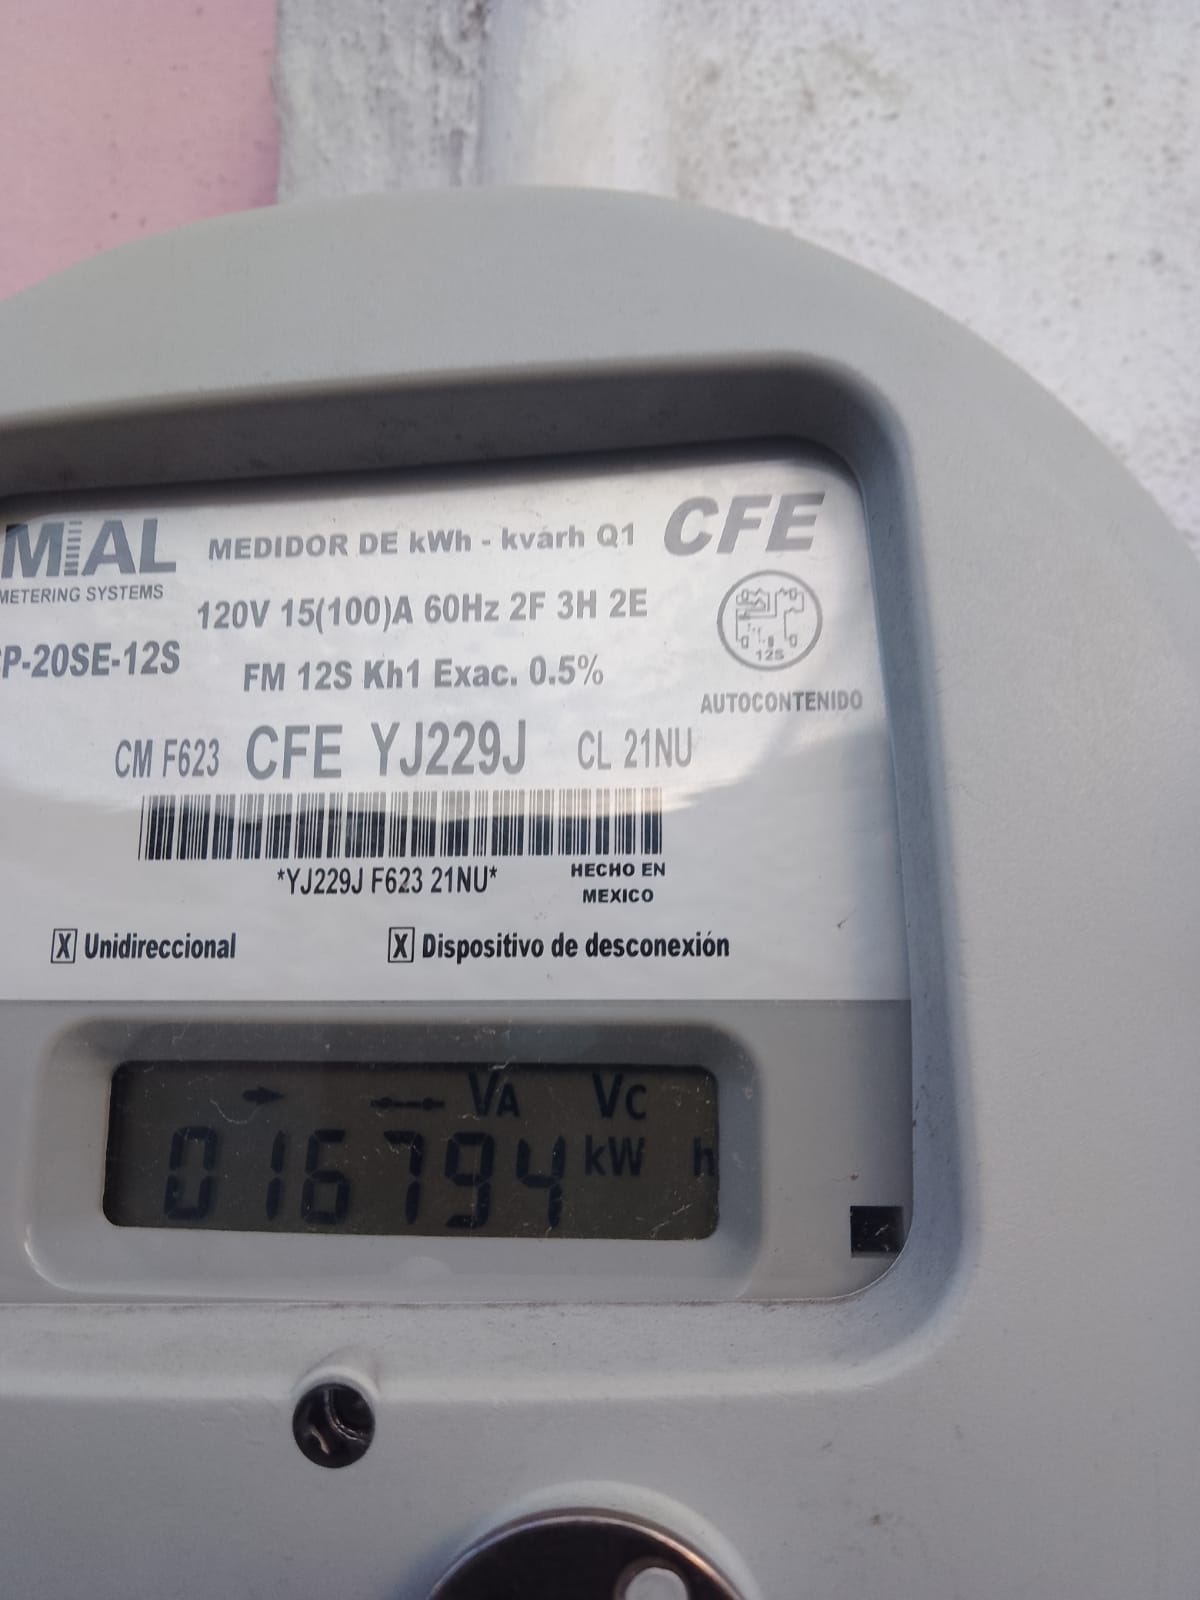 MIAL
METERING SYSTEMS
MEDIDOR DE kWh - kvárh Q1
CFE
120V 15(100)A 60Hz 2F 3H 2E
P-20SE-12S
FM 12S Kh1 Exac. 0.5%
12S
AUTOCONTENIDO
CM F623 CFE YJ229J CL 21NU
*YJ229J F623 21NU*
HECHO EN
MEXICO
X Unidireccional
X Dispositivo de desconexión
VA VC
016794 kW h